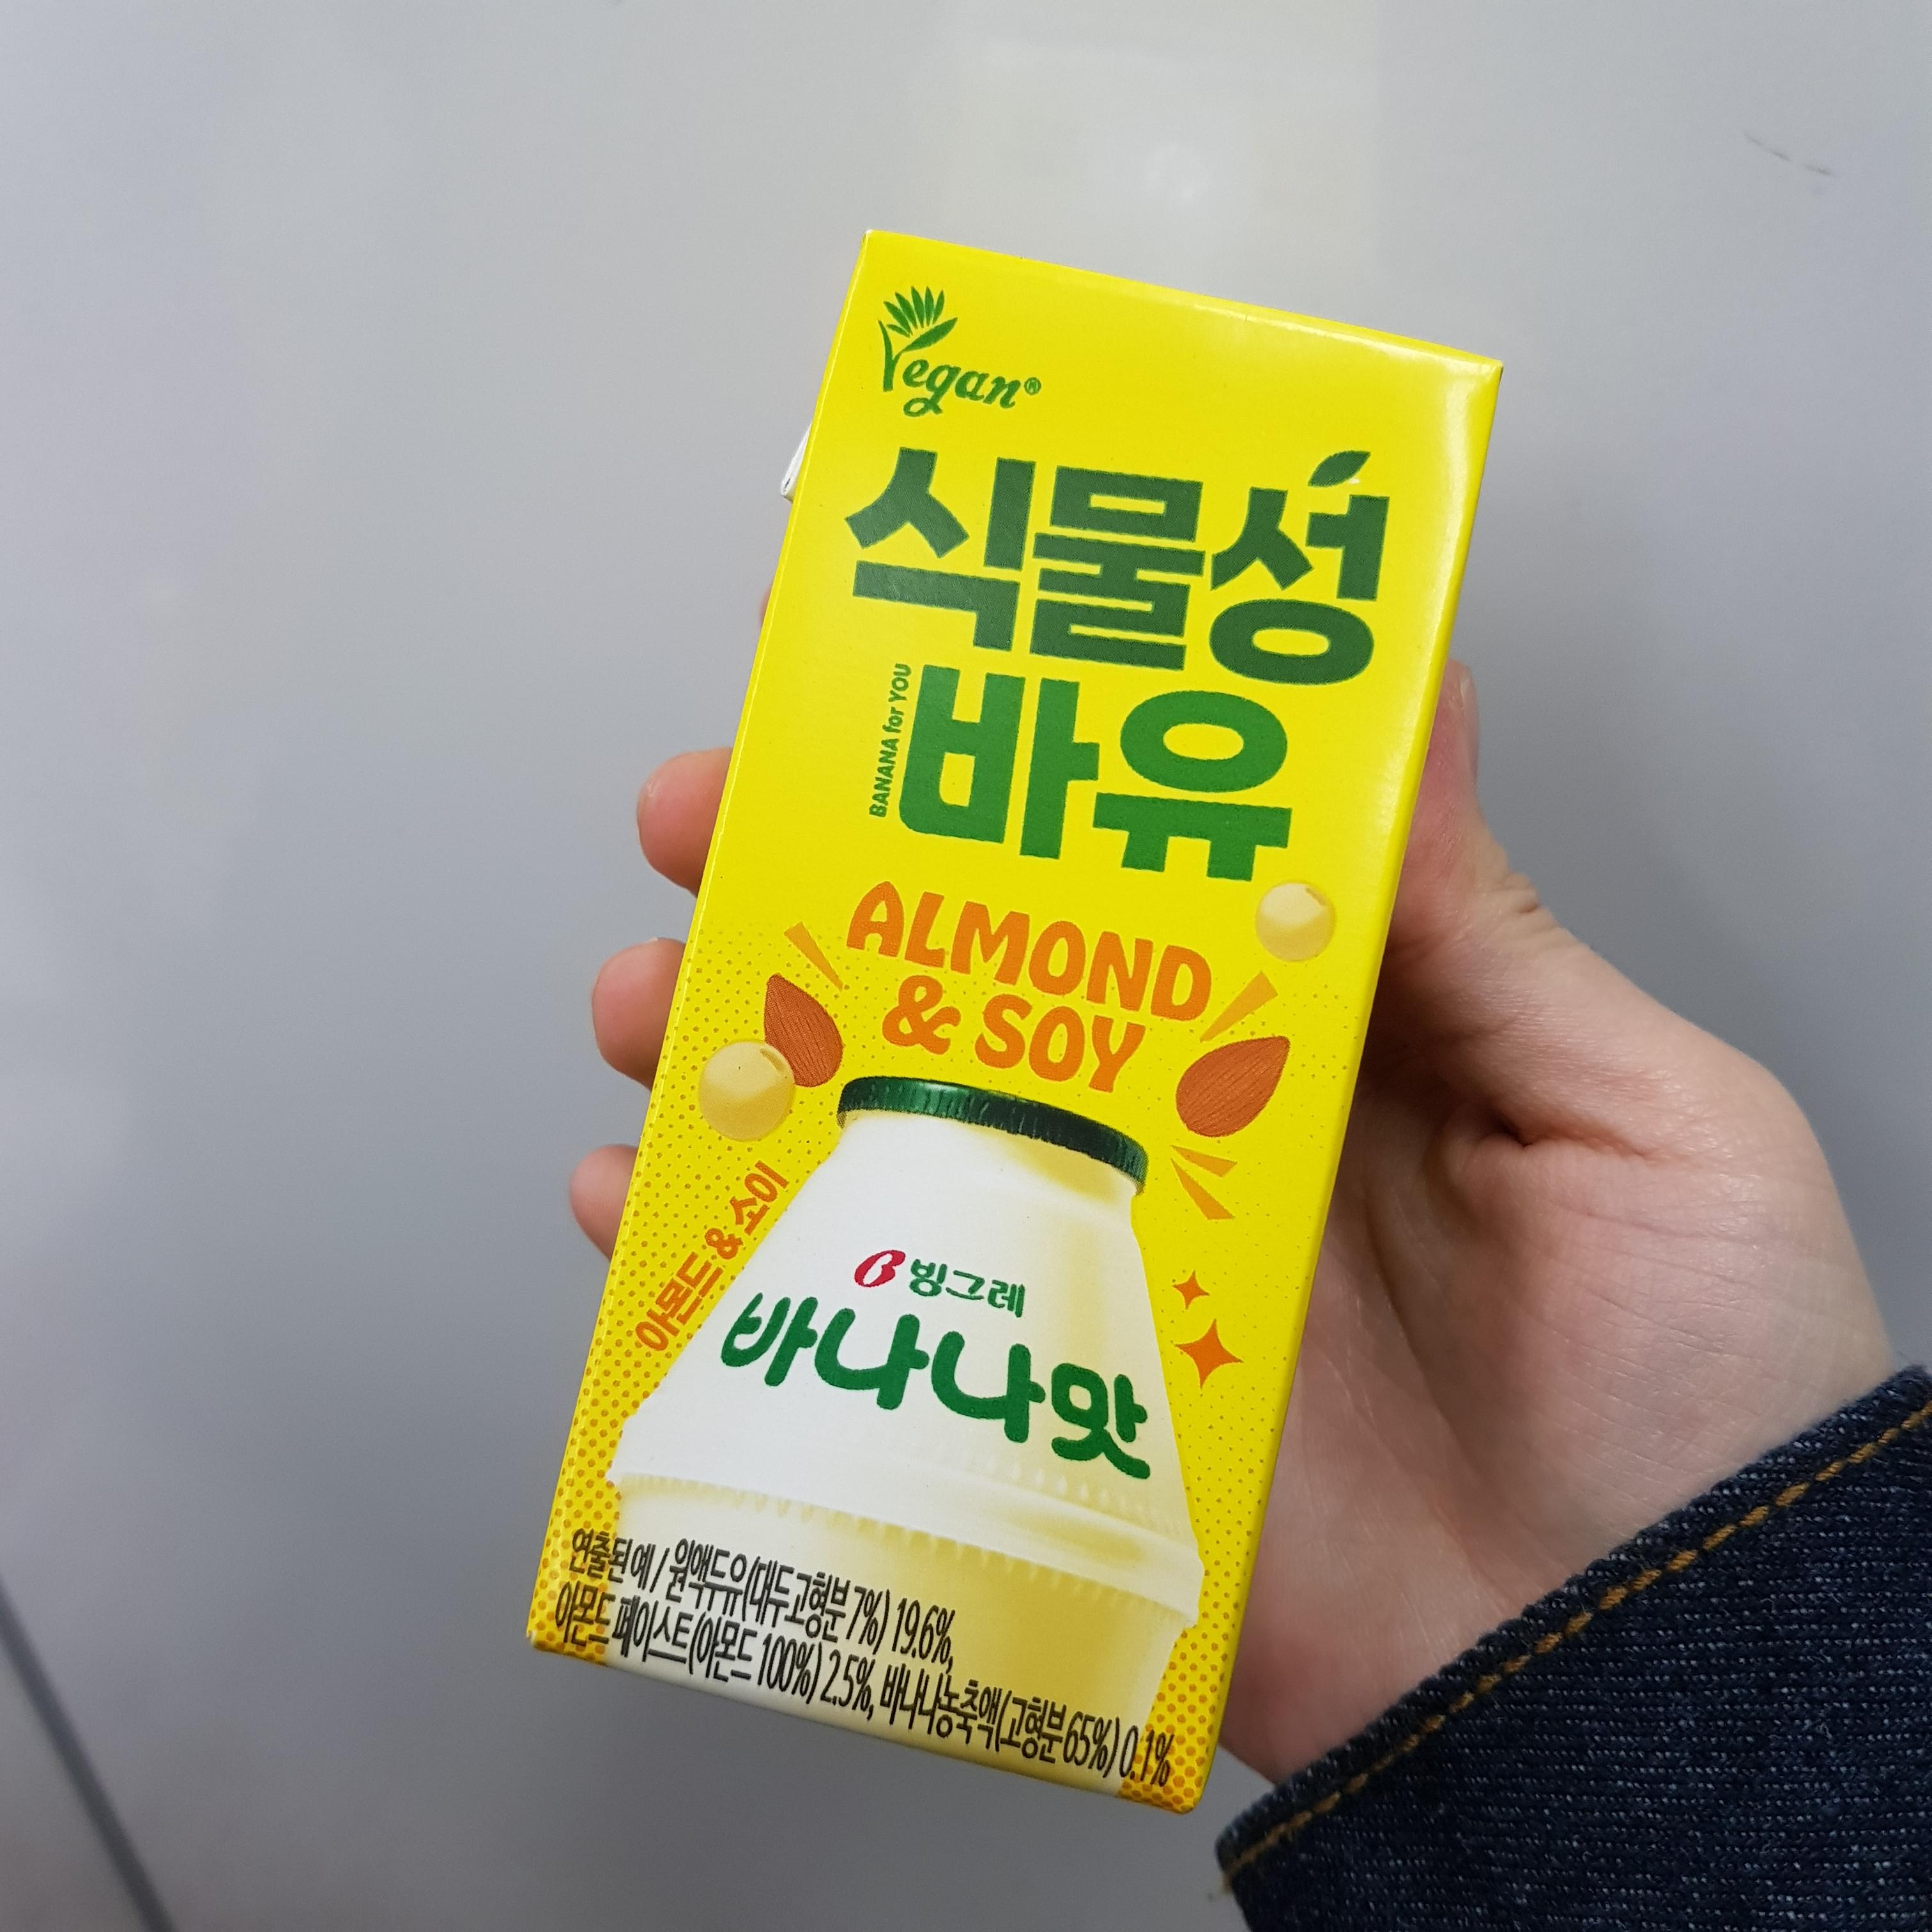 Vegan®
식물성
BANANA for YOU
바유
ALMOND
& SOY
아몬드 & 소이
B 빙그레
바나나맛
연출된 예 / 원액두유(대두고형분 7%) 19.6%,
아몬드 페이스트(아몬드 100%) 2.5%, 바나나농축액(고형분 65%) 0.1%